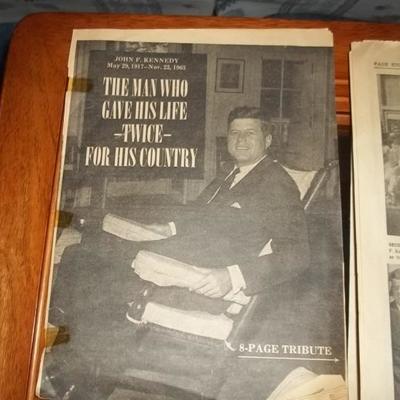 JOHN F. KENNEDY
May 29, 1917–Nov. 22, 1963
THE MAN WHO
GAVE HIS LIFE
–TWICE–
FOR HIS COUNTRY
8-PAGE TRIBUTE
PAGE